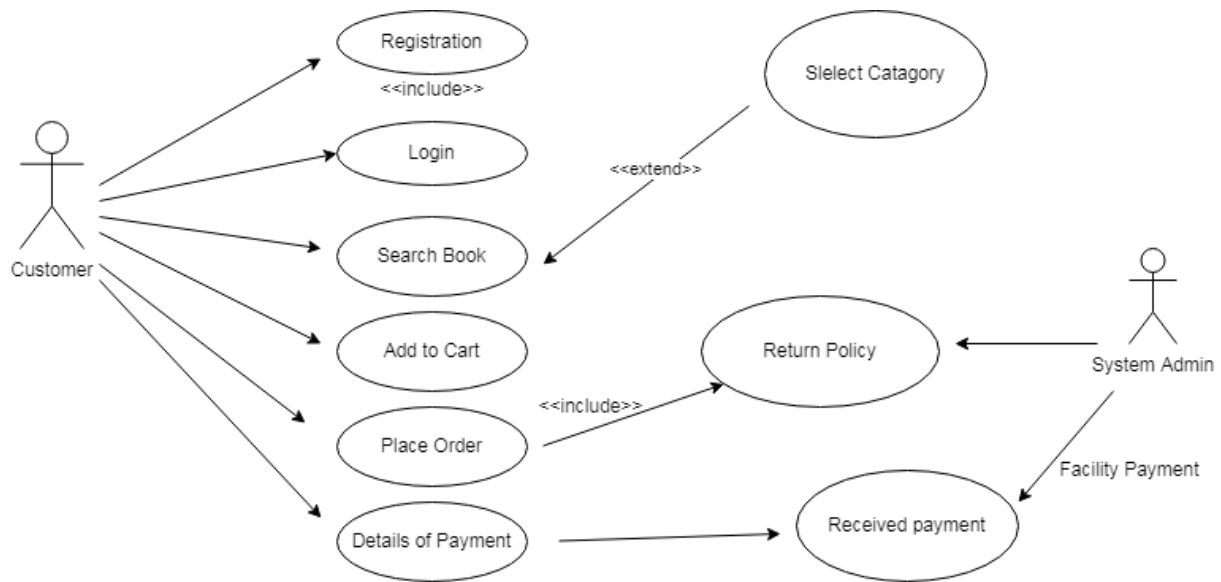 Registration
Slelect Catagory
<<include>>
Login
<<extend>>
Search Book
Customer
Add to Cart
Return Policy
System Admin
<<include>>
Place Order
Facility Payment
Received payment
Details of Payment